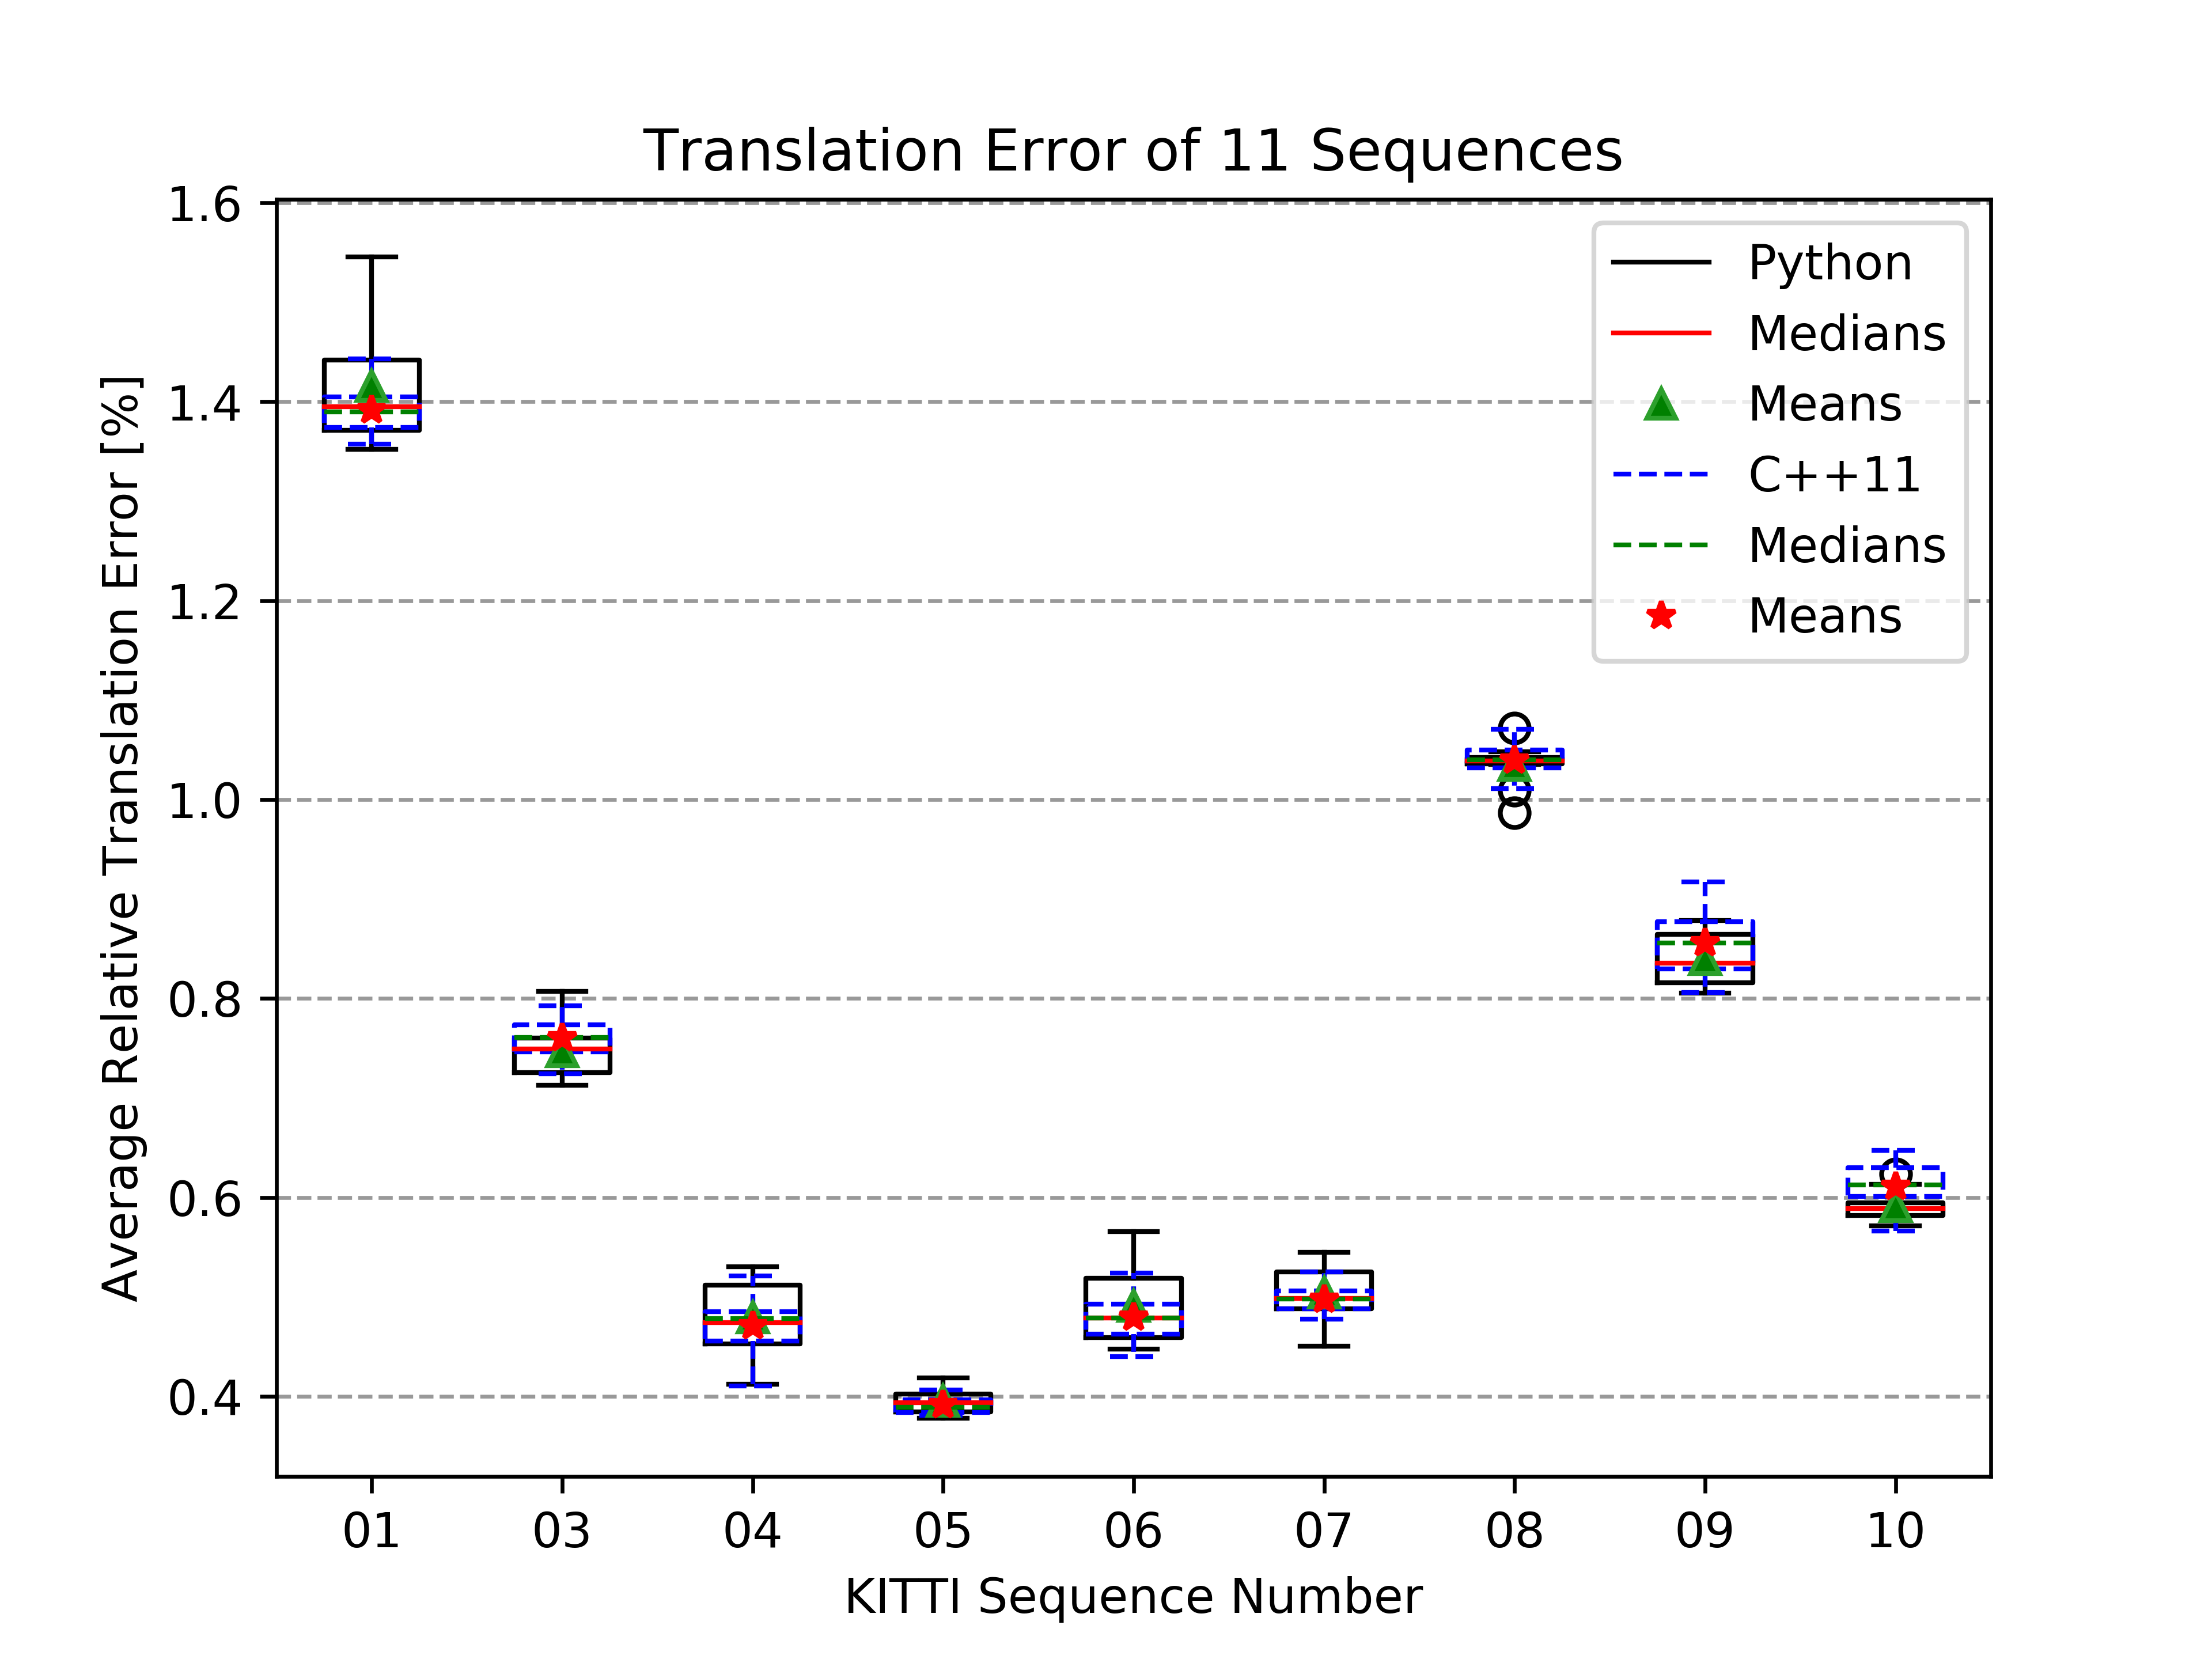 Translation Error of 11 Sequences
Average Relative Translation Error [%]
1.6
1.4
1.2
1.0
0.8
0.6
0.4
Python
Medians
Means
C++11
Medians
Means
01 03 04 05 06 07 08 09 10
KITTI Sequence Number